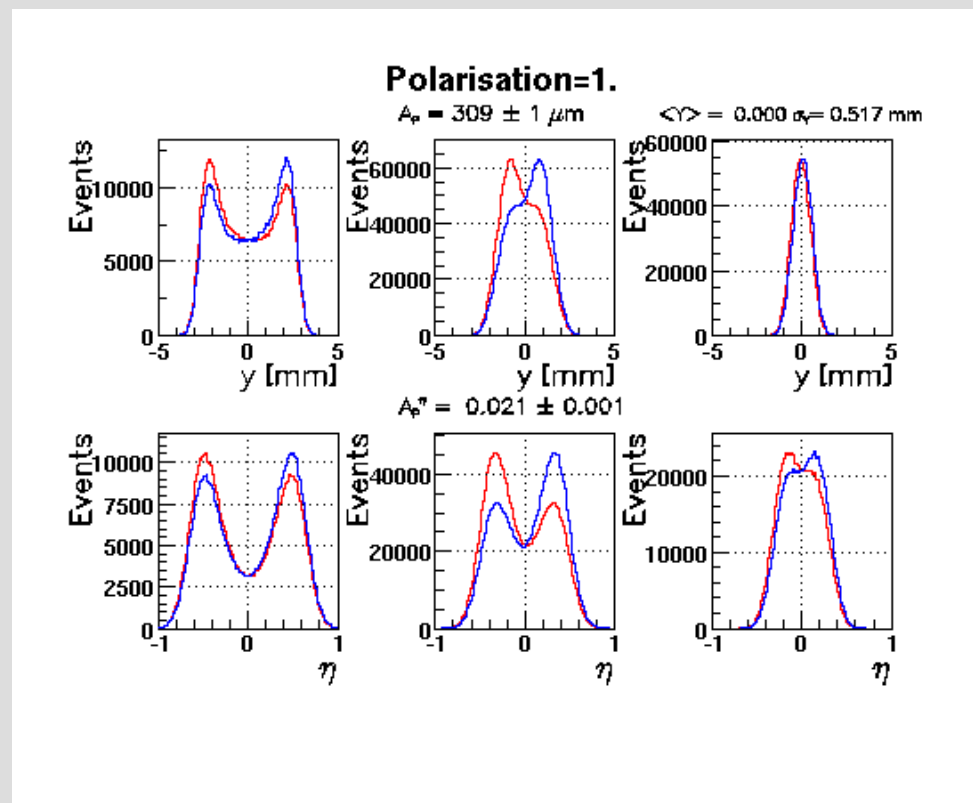 Polarisation=1.
Aₚ = 309 ± 1 μm
<Y> = 0.000 σᵧ= 0.517 mm
Events
10000
5000
0
-5 0 5
y [mm]
Events
60000
40000
20000
0
-5 0 5
y [mm]
Events
60000
40000
20000
0
-5 0 5
y [mm]
Aₚ^η = 0.021 ± 0.001
Events
10000
7500
5000
2500
0
-1 0 1
η
Events
40000
20000
0
-1 0 1
η
Events
20000
10000
0
-1 0 1
η